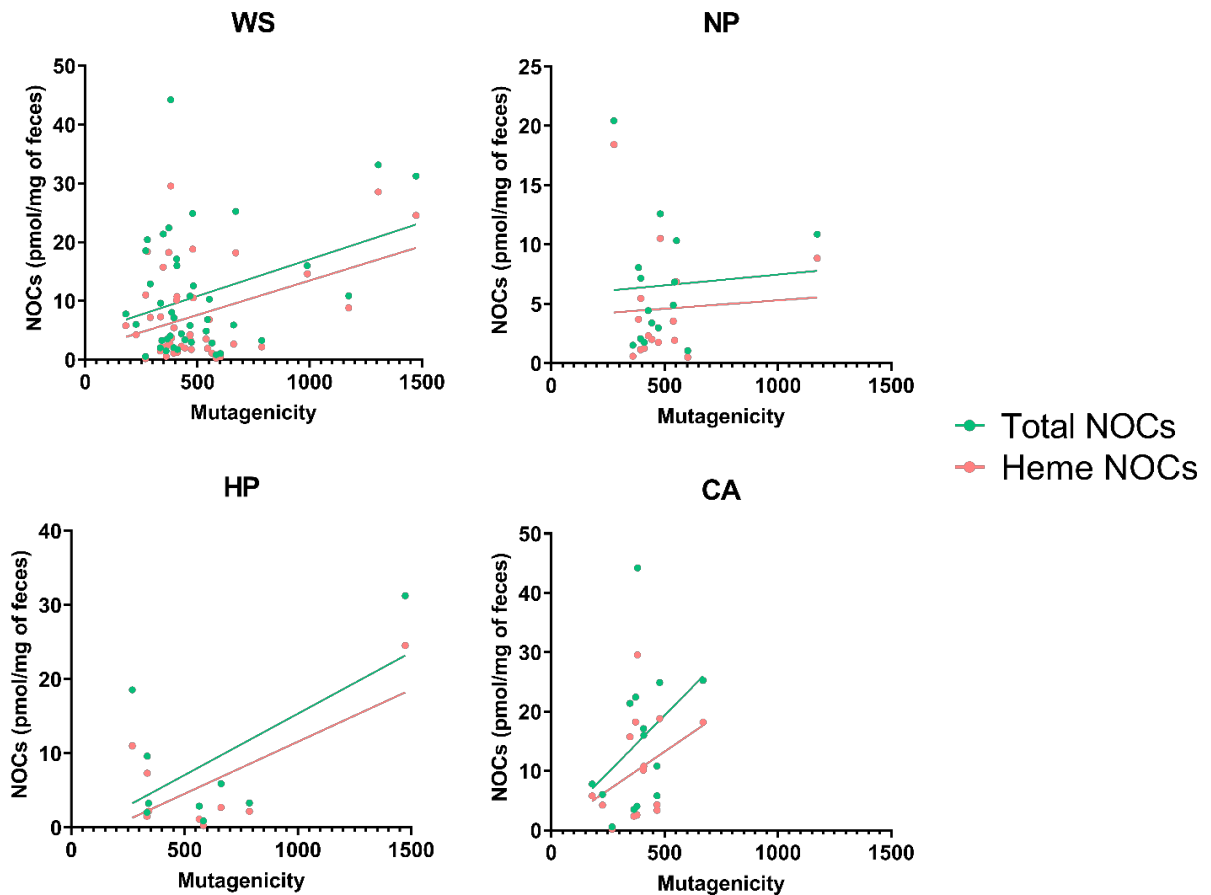 WS
NOCs (pmol/mg of feces)
50
40
30
20
10
0
0 500 1000 1500
Mutagenicity
NP
NOCs (pmol/mg of feces)
25
20
15
10
5
0
0 500 1000 1500
Mutagenicity
HP
NOCs (pmol/mg of feces)
40
30
20
10
0
0 500 1000 1500
Mutagenicity
CA
NOCs (pmol/mg of feces)
50
40
30
20
10
0
0 500 1000 1500
Mutagenicity
Total NOCs
Heme NOCs